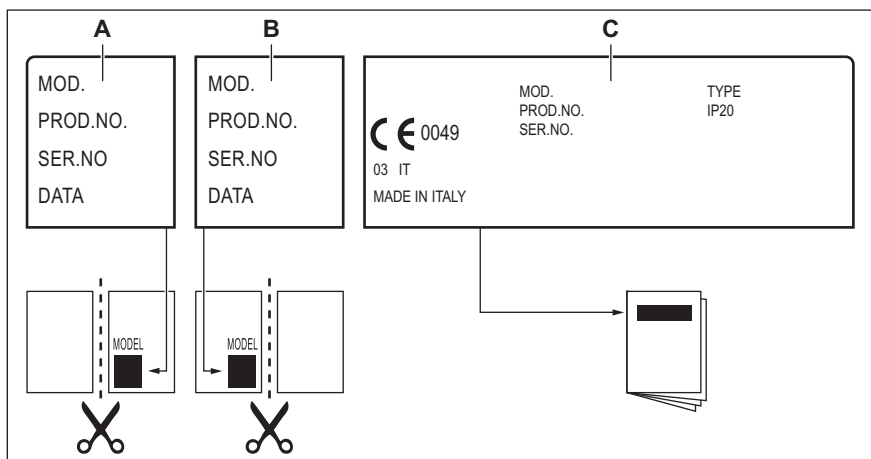 A
B
C
MOD.
PROD.NO.
SER.NO
DATA
MOD.
PROD.NO.
SER.NO
DATA
MOD.
PROD.NO.
SER.NO.
TYPE
IP20
CE 0049
03 IT
MADE IN ITALY
MODEL
MODEL